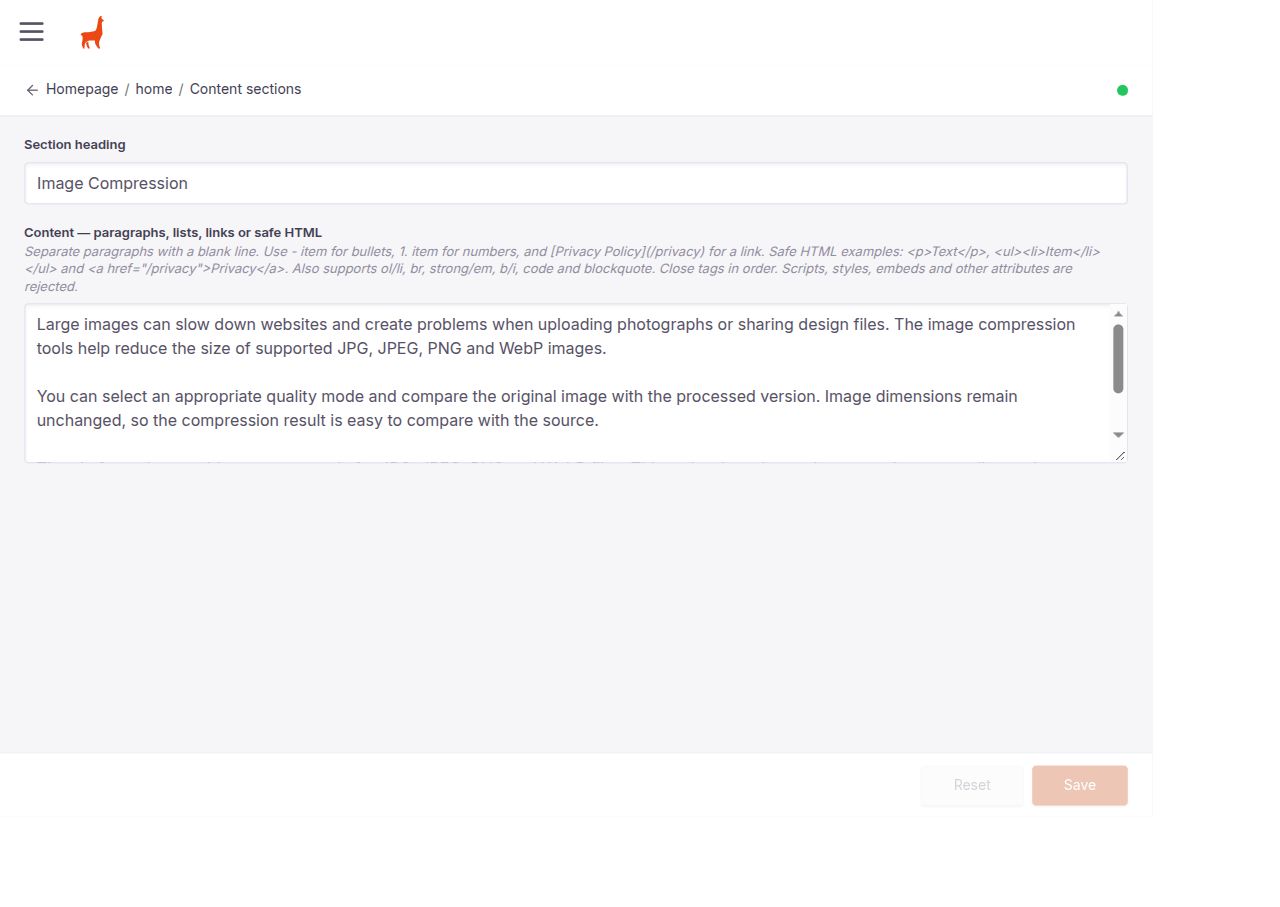 Homepage / home / Content sections
Section heading
Image Compression
Content — paragraphs, lists, links or safe HTML
Separate paragraphs with a blank line. Use - item for bullets, 1. item for numbers, and [Privacy Policy](/privacy) for a link. Safe HTML examples: <p>Text</p>, <ul><li>Item</li>
</ul> and <a href="/privacy">Privacy</a>. Also supports ol/li, br, strong/em, b/i, code and blockquote. Close tags in order. Scripts, styles, embeds and other attributes are
rejected.
Large images can slow down websites and create problems when uploading photographs or sharing design files. The image compression
tools help reduce the size of supported JPG, JPEG, PNG and WebP images.
You can select an appropriate quality mode and compare the original image with the processed version. Image dimensions remain
unchanged, so the compression result is easy to compare with the source.
Reset
Save